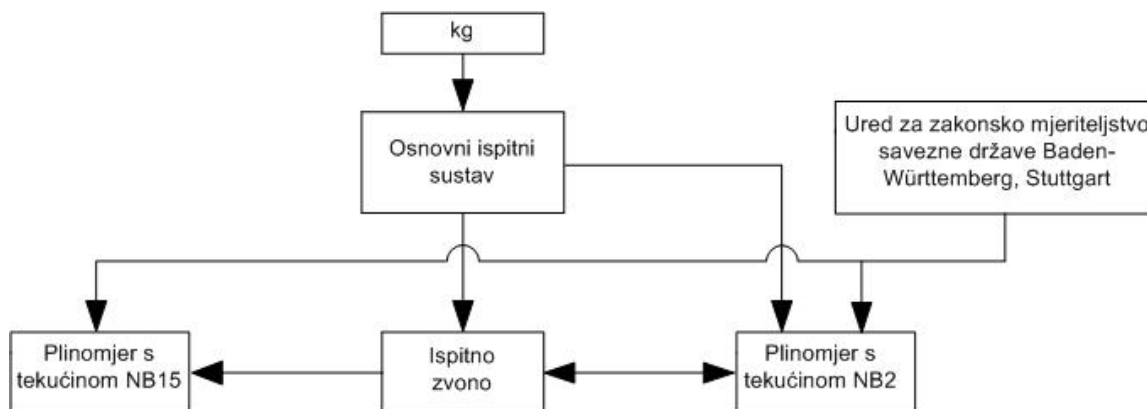 kg
Osnovni ispitni
sustav
Ured za zakonsko mjeriteljstvo
savezne države Baden-
Württemberg, Stuttgart
Plinomjer s
tekućinom NB15
Ispitno
zvono
Plinomjer s
tekućinom NB2